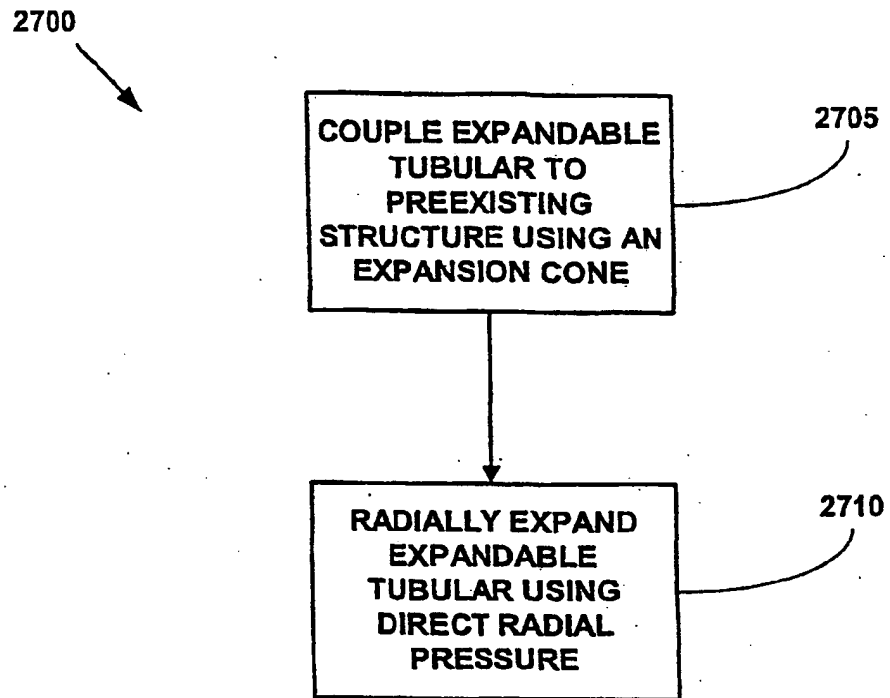 2700
COUPLE EXPANDABLE
TUBULAR TO
PREEXISTING
STRUCTURE USING AN
EXPANSION CONE
2705
RADIALLY EXPAND
EXPANDABLE
TUBULAR USING
DIRECT RADIAL
PRESSURE
2710